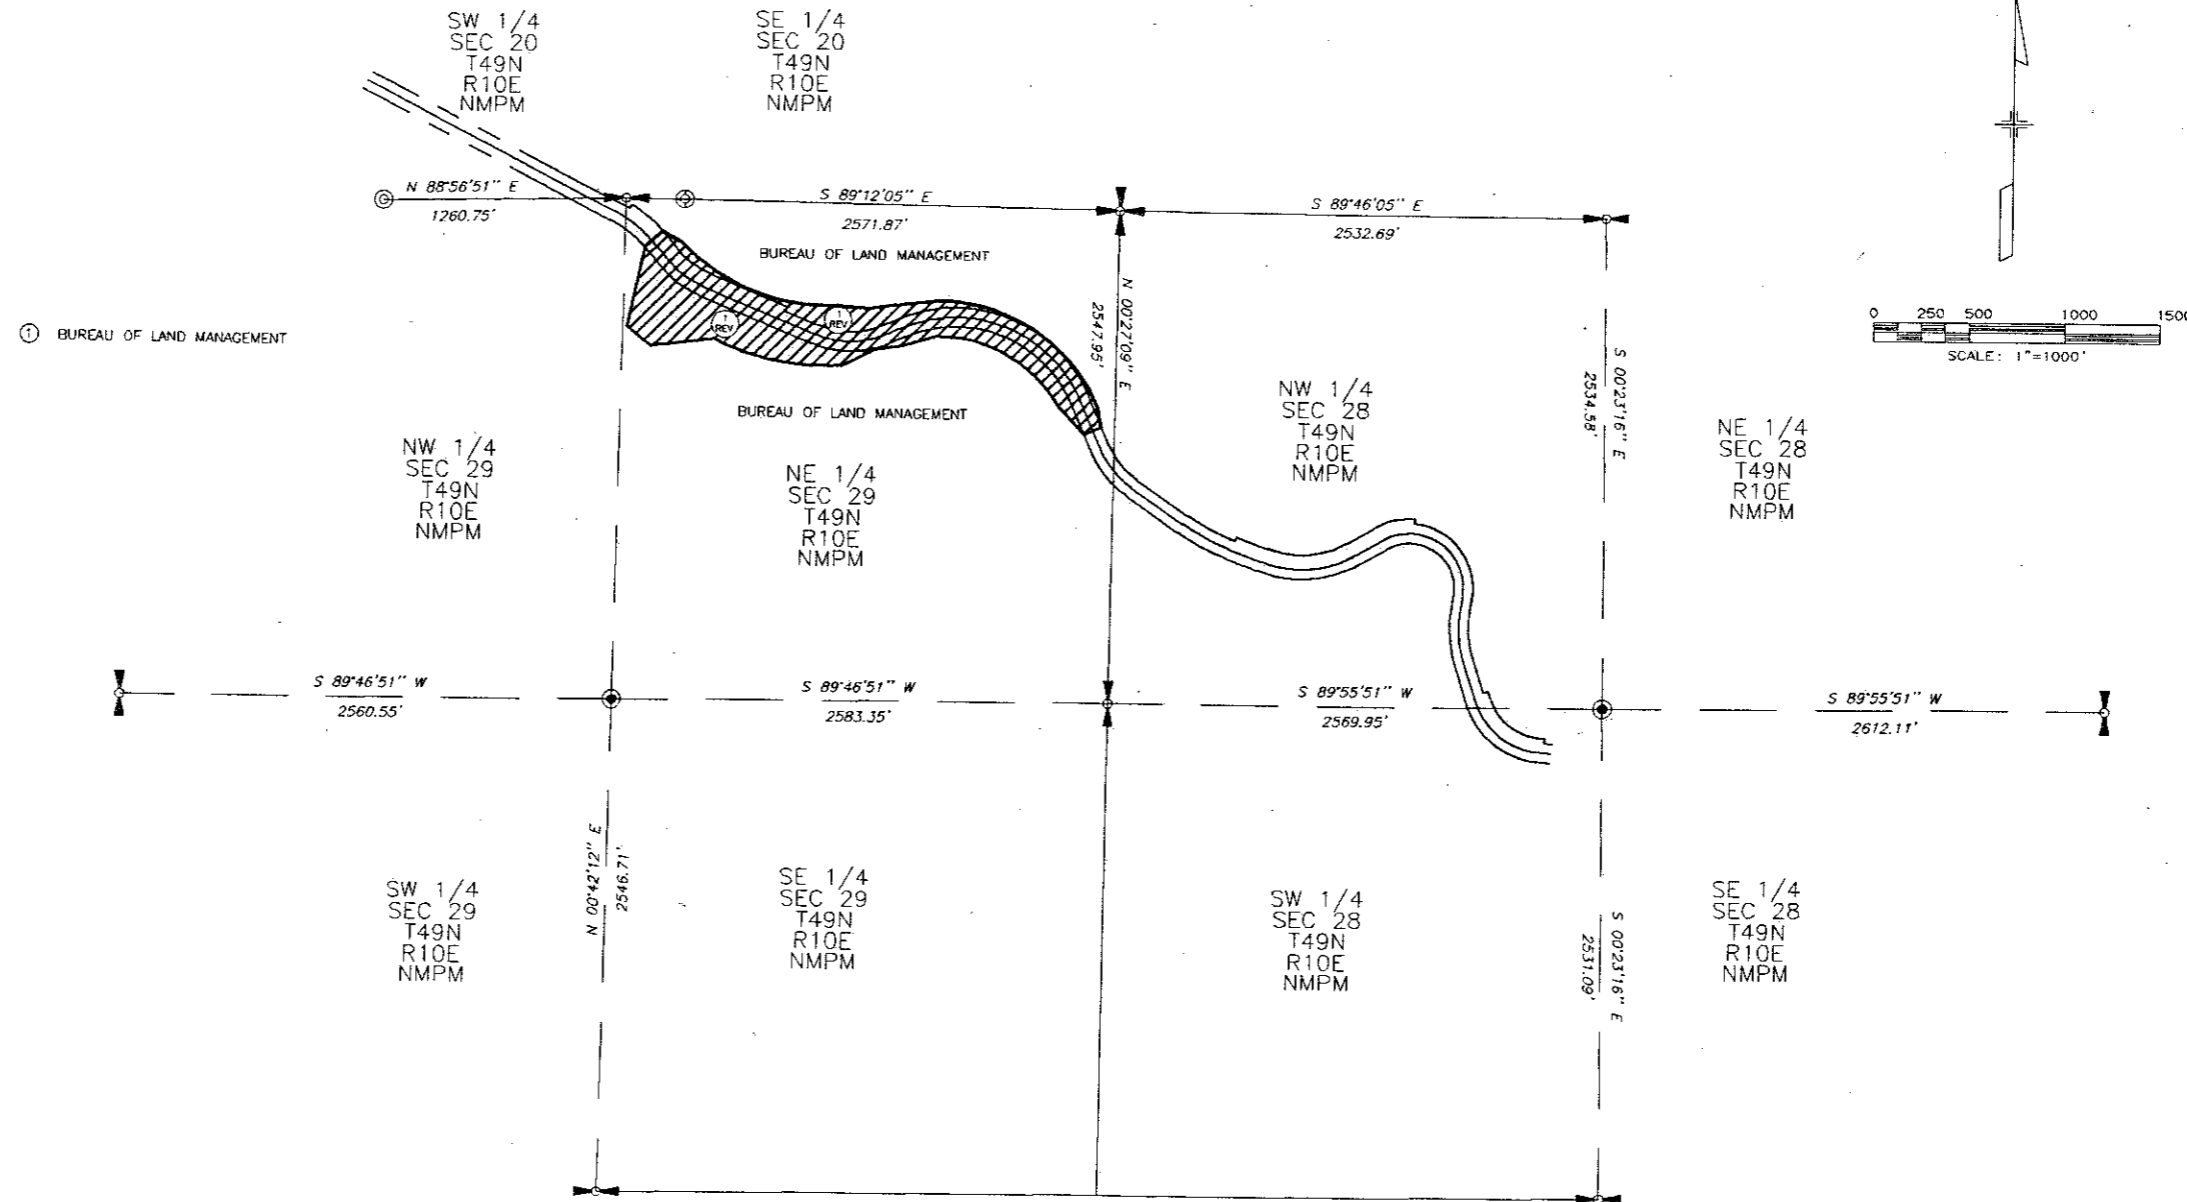 SW 1/4
SEC 20
T49N
R10E
NMPM
SE 1/4
SEC 20
T49N
R10E
NMPM
N 88°56'51" E
1260.75'
S 89°12'05" E
2571.87'
S 89°46'05" E
2532.69'
BUREAU OF LAND MANAGEMENT
1 BUREAU OF LAND MANAGEMENT
1
REV
1
REV
N 00°27'09" E
2547.95'
0 250 500 1000 1500
SCALE: 1"=1000'
S 00°23'16" E
2534.58'
BUREAU OF LAND MANAGEMENT
NW 1/4
SEC 29
T49N
R10E
NMPM
NE 1/4
SEC 29
T49N
R10E
NMPM
NW 1/4
SEC 28
T49N
R10E
NMPM
NE 1/4
SEC 28
T49N
R10E
NMPM
S 89°46'51" W
2560.55'
S 89°46'51" W
2583.35'
S 89°55'51" W
2569.95'
S 89°55'51" W
2612.11'
N 00°42'12" E
2546.71'
SW 1/4
SEC 29
T49N
R10E
NMPM
SE 1/4
SEC 29
T49N
R10E
NMPM
SW 1/4
SEC 28
T49N
R10E
NMPM
S 00°23'16" E
2531.09'
SE 1/4
SEC 28
T49N
R10E
NMPM